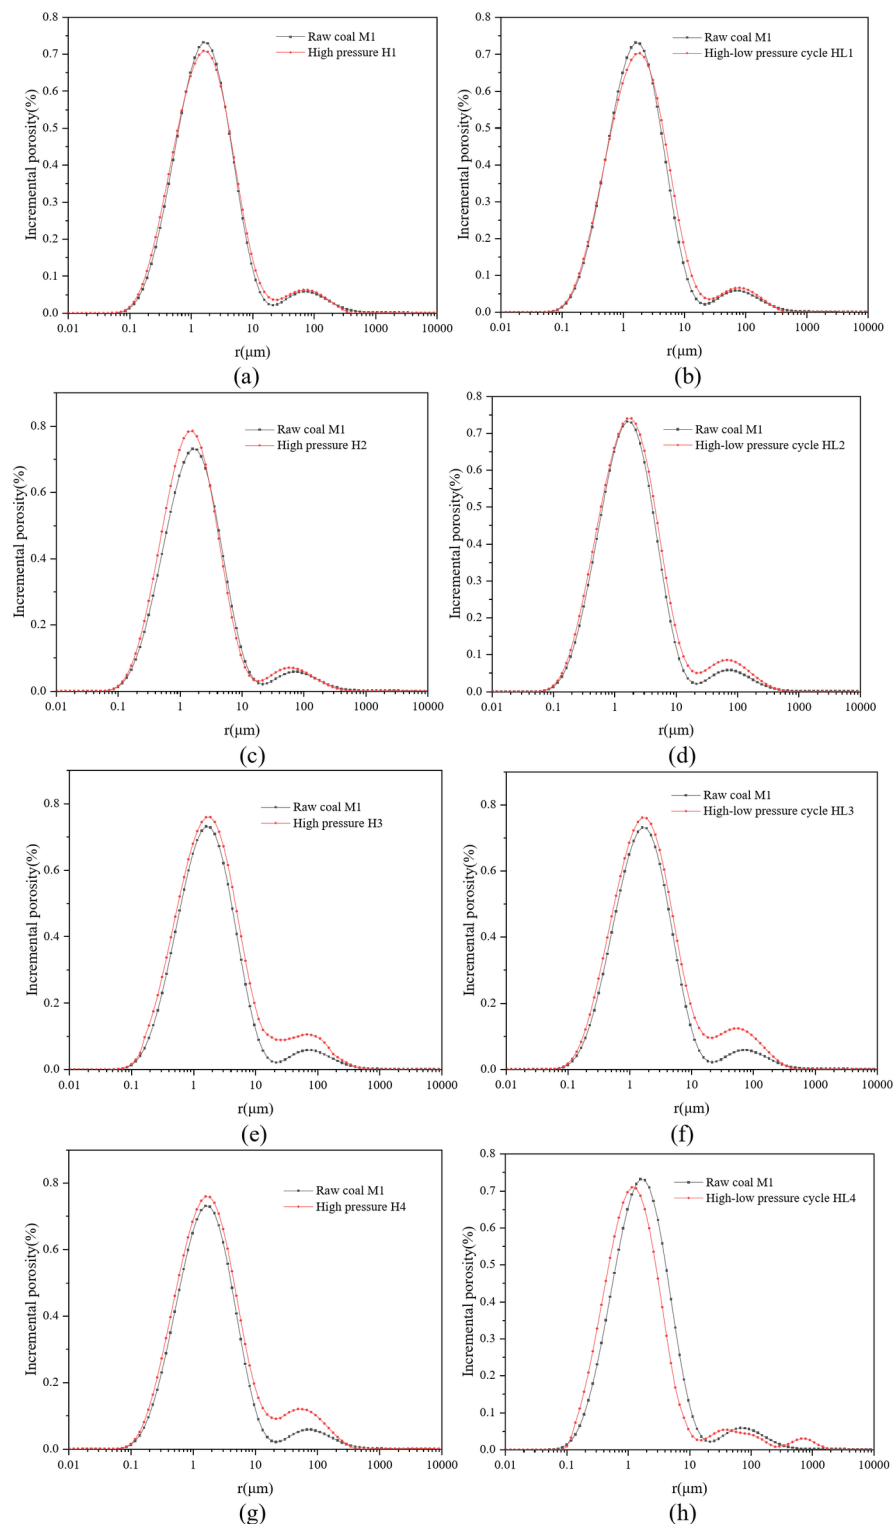 0.8
0.7
0.6
0.5
0.4
0.3
0.2
0.1
0.0
Incremental porosity(%)
Raw coal M1
High pressure H1
0.01 0.1 1 10 100 1000 10000
r(μm)
(a)
0.8
0.7
0.6
0.5
0.4
0.3
0.2
0.1
0.0
Incremental porosity(%)
Raw coal M1
High-low pressure cycle HL1
0.01 0.1 1 10 100 1000 10000
r(μm)
(b)
0.8
0.6
0.4
0.2
0.0
Incremental porosity(%)
Raw coal M1
High pressure H2
0.01 0.1 1 10 100 1000 10000
r(μm)
(c)
0.8
0.7
0.6
0.5
0.4
0.3
0.2
0.1
0.0
Incremental porosity(%)
Raw coal M1
High-low pressure cycle HL2
0.01 0.1 1 10 100 1000 10000
r(μm)
(d)
0.8
0.6
0.4
0.2
0.0
Incremental porosity(%)
Raw coal M1
High pressure H3
0.01 0.1 1 10 100 1000 10000
r(μm)
(e)
0.8
0.6
0.4
0.2
0.0
Incremental porosity(%)
Raw coal M1
High-low pressure cycle HL3
0.01 0.1 1 10 100 1000 10000
r(μm)
(f)
0.8
0.6
0.4
0.2
0.0
Incremental porosity(%)
Raw coal M1
High pressure H4
0.01 0.1 1 10 100 1000 10000
r(μm)
(g)
0.8
0.7
0.6
0.5
0.4
0.3
0.2
0.1
0.0
Incremental porosity(%)
Raw coal M1
High-low pressure cycle HL4
0.01 0.1 1 10 100 1000 10000
r(μm)
(h)